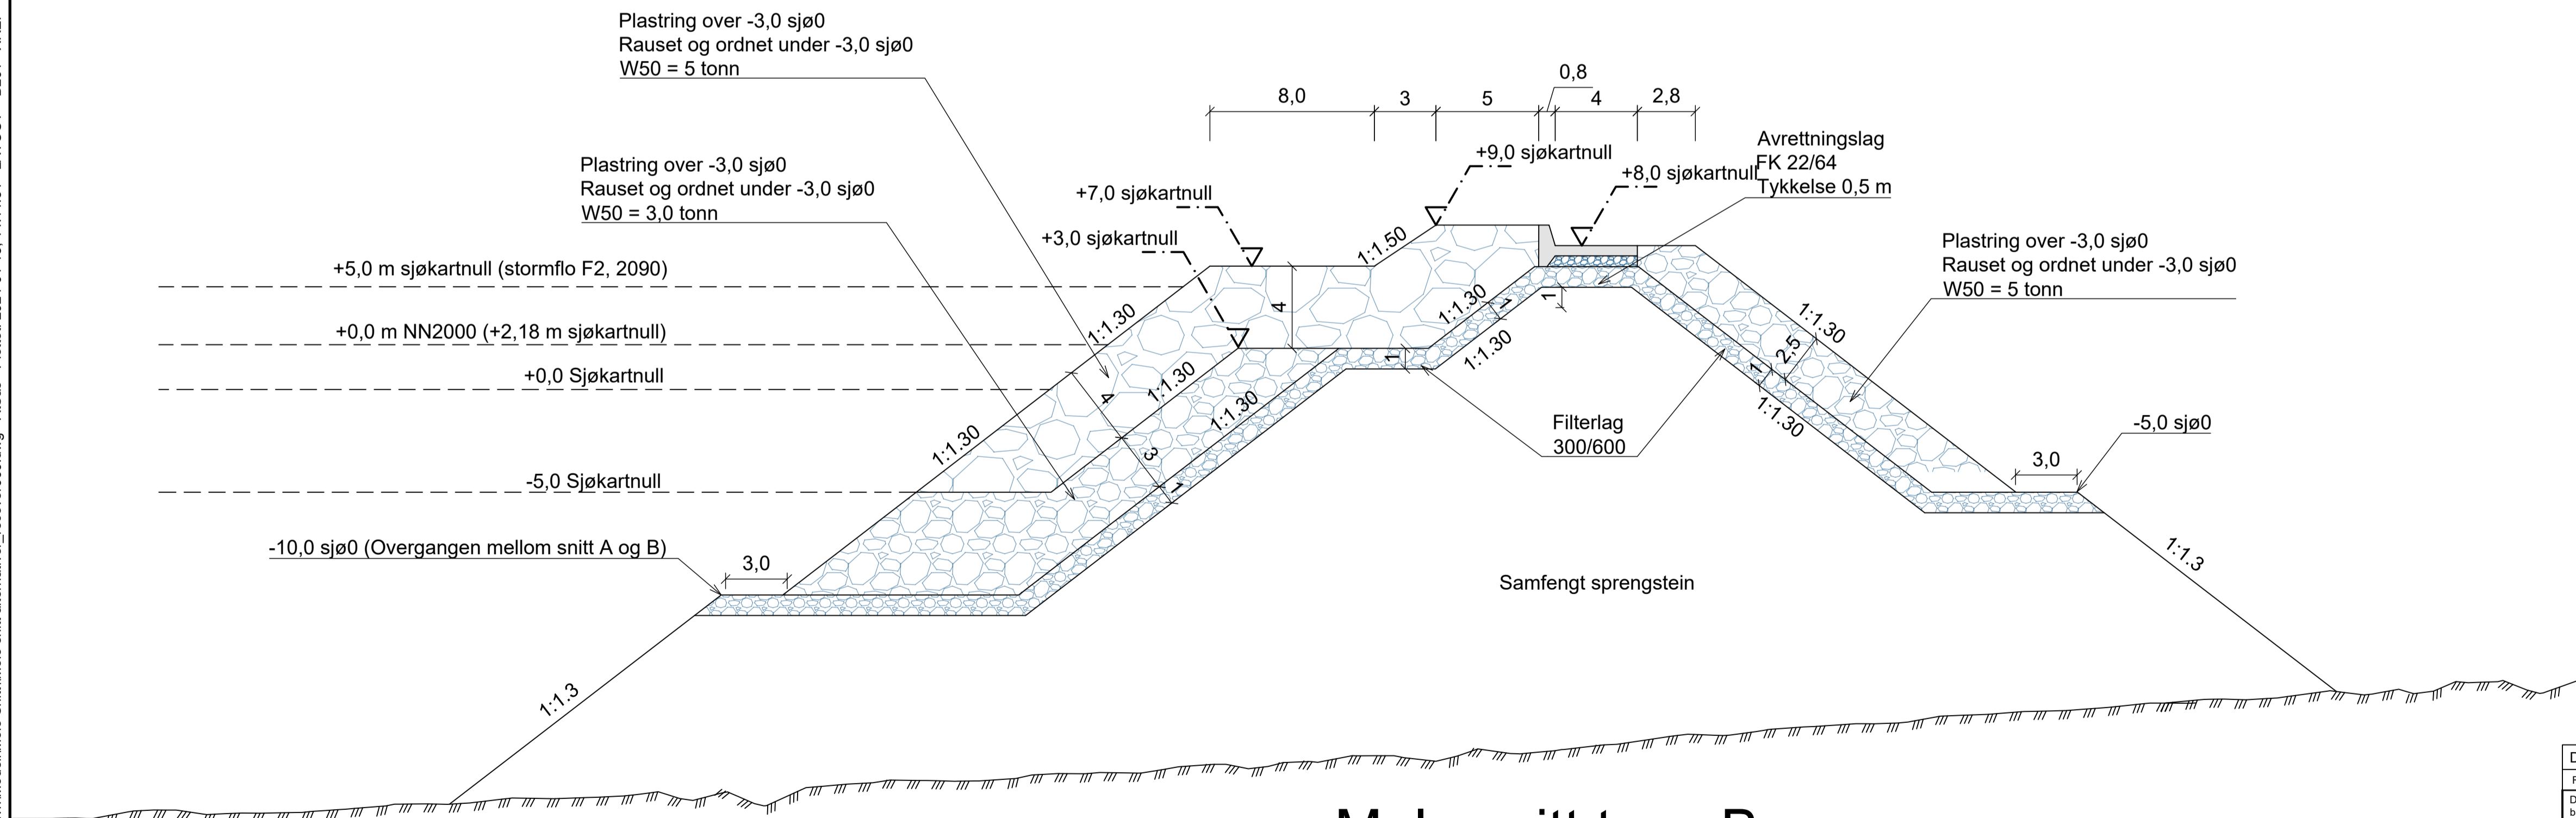 Plastring over -3,0 sjø0
Rauset og ordnet under -3,0 sjø0
W50 = 5 tonn
0,8
8,0
3
5
4
2,8
Avrettningslag
FK 22/64
Tykkelse 0,5 m
+9,0 sjøkartnull
+8,0 sjøkartnull
Plastring over -3,0 sjø0
Rauset og ordnet under -3,0 sjø0
W50 = 3,0 tonn
+7,0 sjøkartnull
+3,0 sjøkartnull
Plastring over -3,0 sjø0
Rauset og ordnet under -3,0 sjø0
W50 = 5 tonn
+5,0 m sjøkartnull (stormflo F2, 2090)
+0,0 m NN2000 (+2,18 m sjøkartnull)
+0,0 Sjøkartnull
-5,0 Sjøkartnull
-10,0 sjø0 (Overgangen mellom snitt A og B)
1:1.50
1:1.30
4
1:1.30
1
1
1:1.30
1
1:1.30
2,5
1
1:1.30
1:1.30
4
1:1.30
1:1.30
3
1
Filterlag
300/600
-5,0 sjø0
3,0
3,0
1:1.3
Samfengt sprengstein
1:1.3